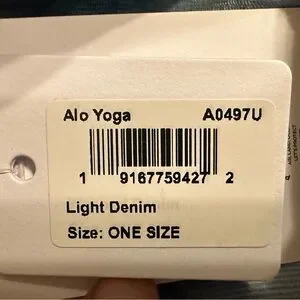 Alo Yoga A0497U
1 9167759427 2
Light Denim
Size: ONE SIZE